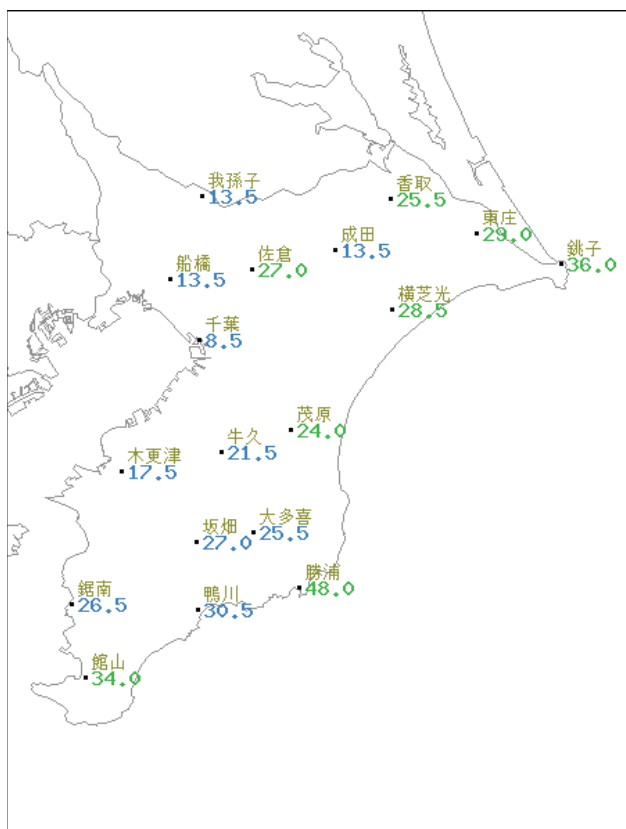 我孫子
13.5
香取
25.5
東庄
29.0
成田
13.5
銚子
36.0
佐倉
27.0
船橋
13.5
横芝光
28.5
千葉
8.5
茂原
24.0
牛久
21.5
木更津
17.5
大多喜
25.5
坂畑
27.0
勝浦
48.0
鋸南
26.5
鴨川
30.5
館山
34.0